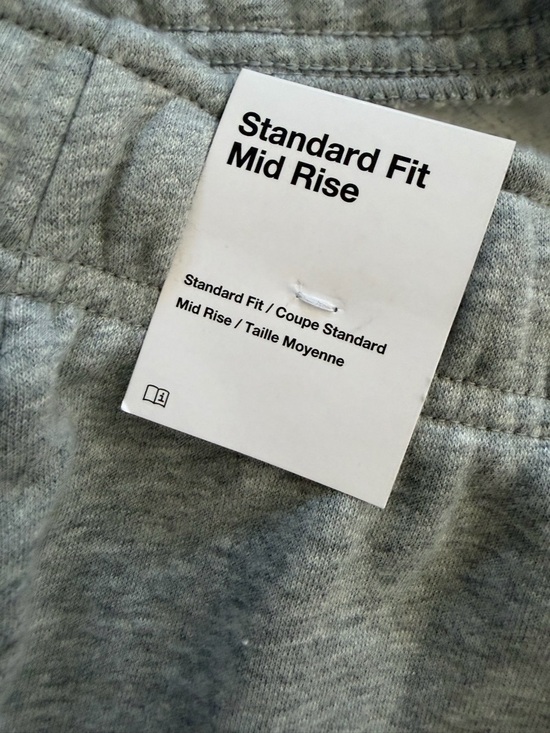 Standard Fit
Mid Rise
Standard Fit / Coupe Standard
Mid Rise / Taille Moyenne
i